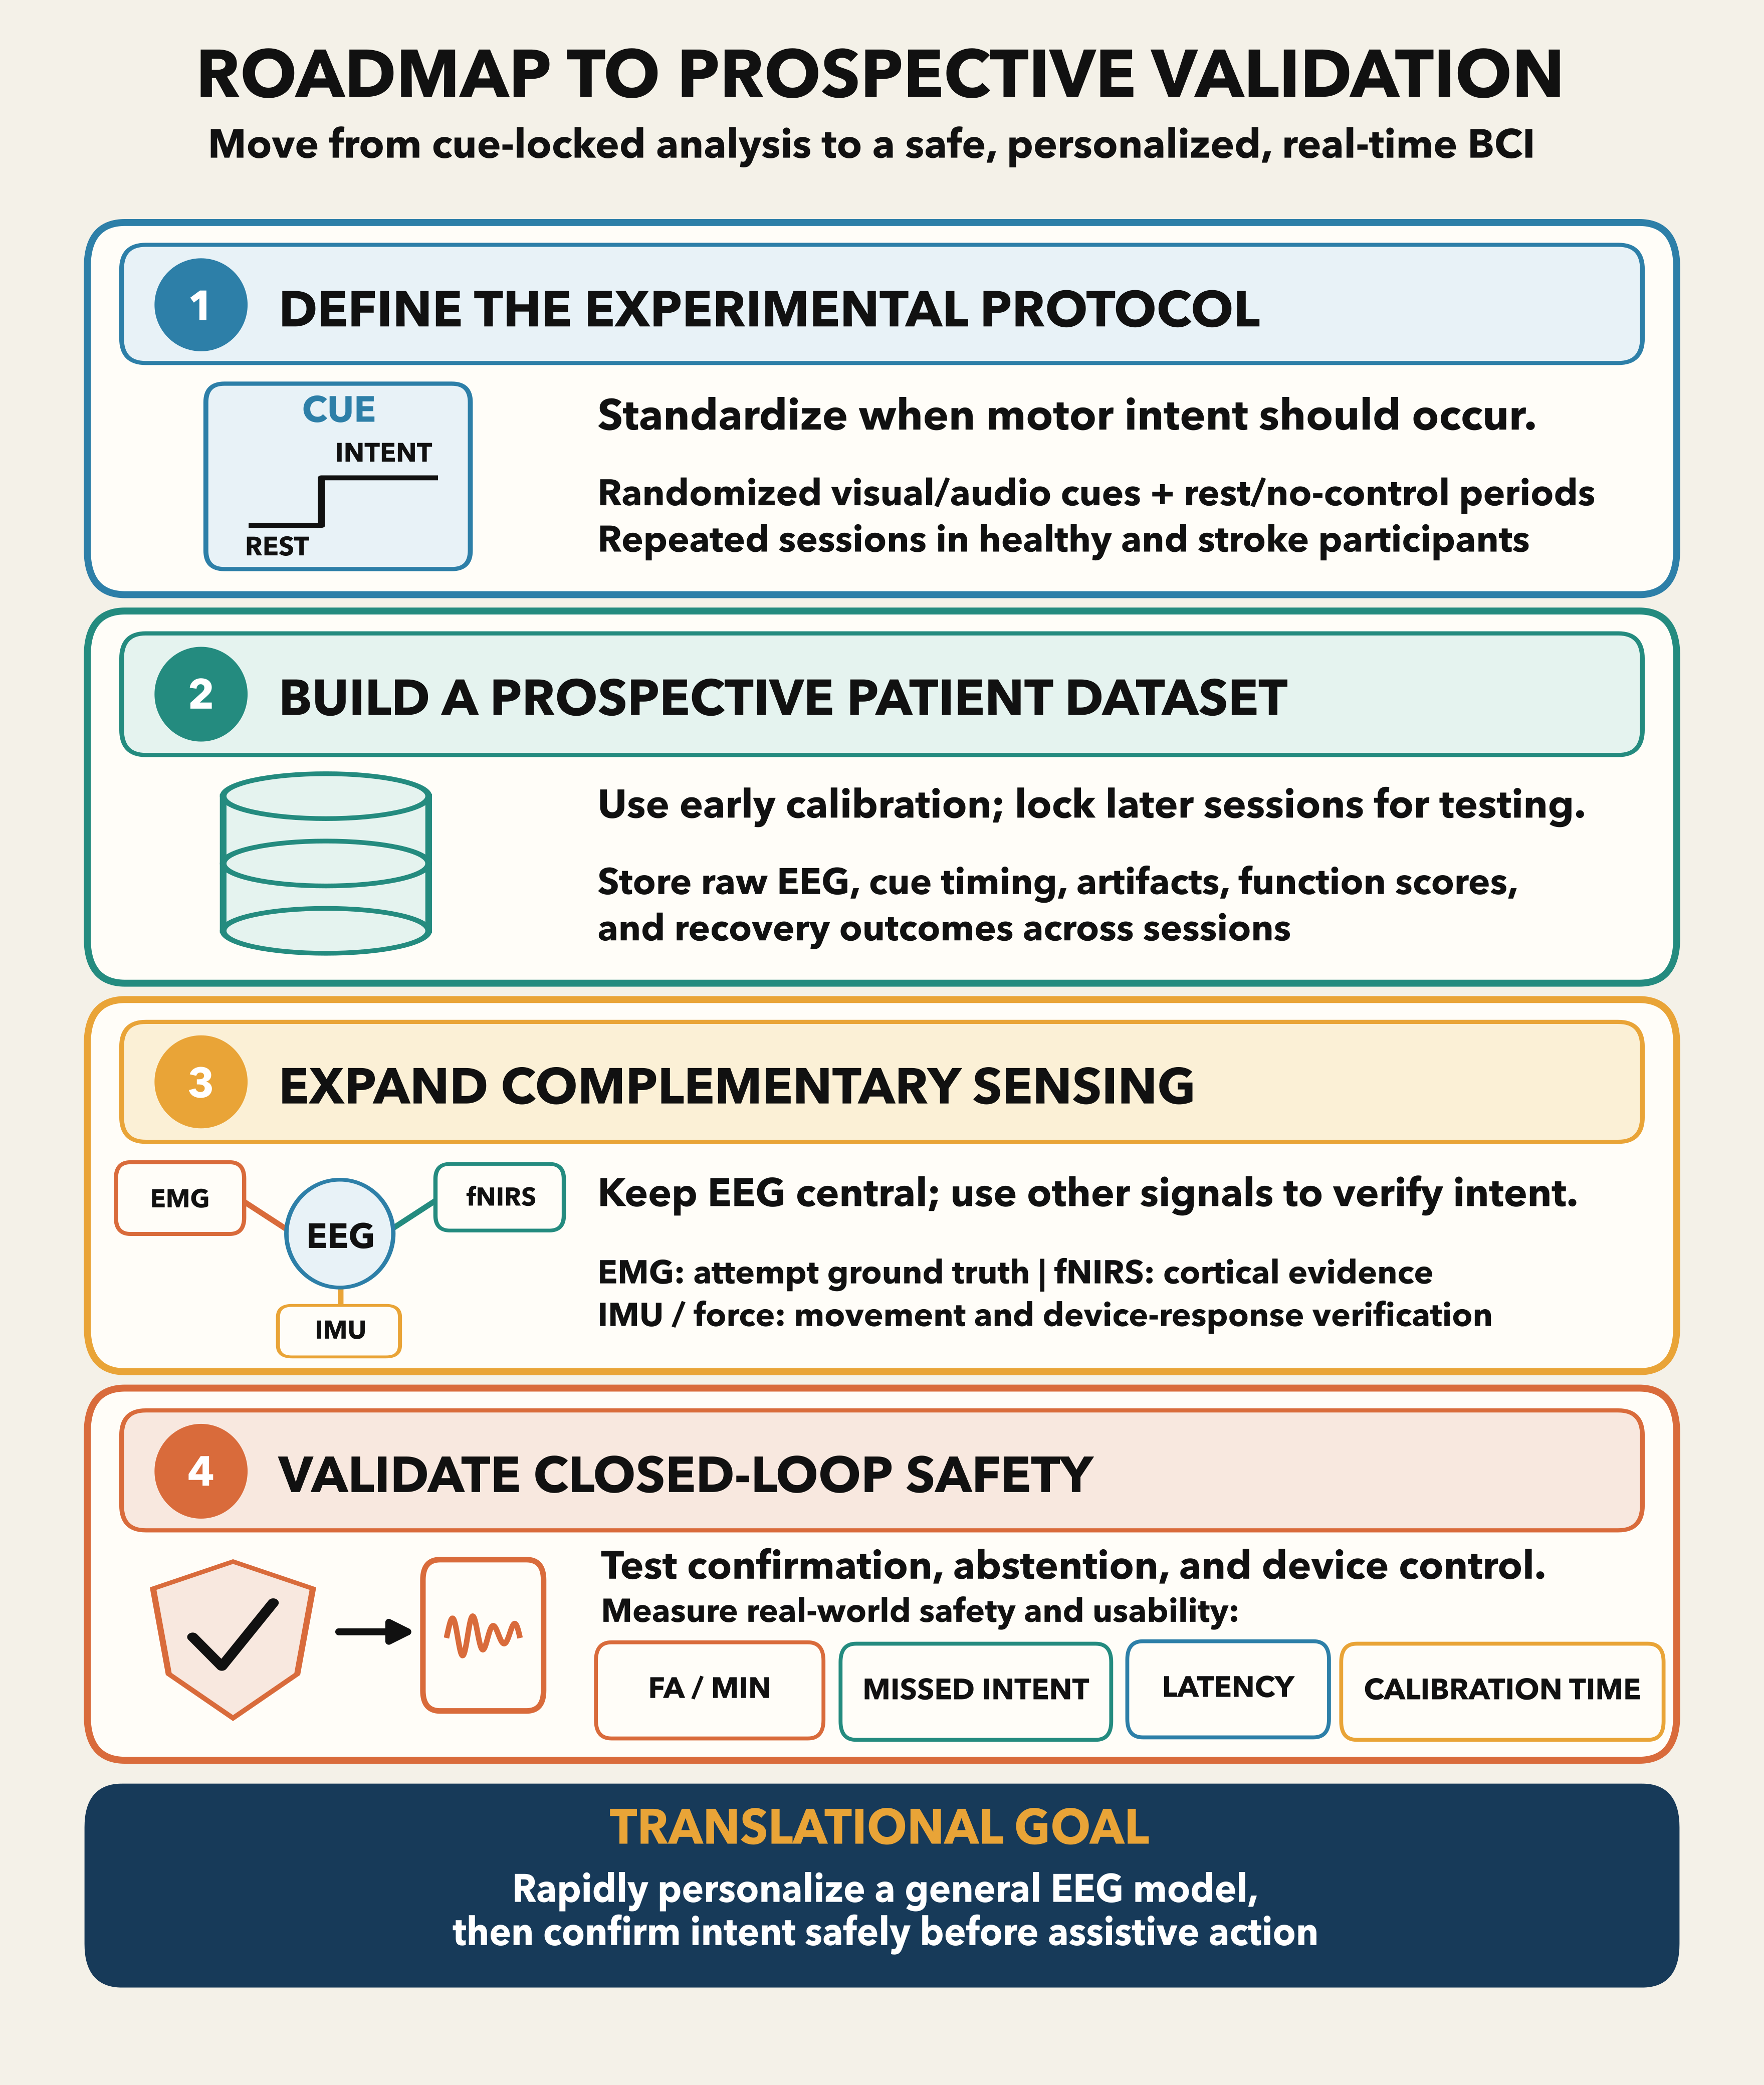 ROADMAP TO PROSPECTIVE VALIDATION
Move from cue-locked analysis to a safe, personalized, real-time BCI
1
DEFINE THE EXPERIMENTAL PROTOCOL
CUE
INTENT
REST
Standardize when motor intent should occur.
Randomized visual/audio cues + rest/no-control periods
Repeated sessions in healthy and stroke participants
2
BUILD A PROSPECTIVE PATIENT DATASET
Use early calibration; lock later sessions for testing.
Store raw EEG, cue timing, artifacts, function scores,
and recovery outcomes across sessions
3
EXPAND COMPLEMENTARY SENSING
EMG
EEG
fNIRS
IMU
Keep EEG central; use other signals to verify intent.
EMG: attempt ground truth | fNIRS: cortical evidence
IMU / force: movement and device-response verification
4
VALIDATE CLOSED-LOOP SAFETY
Test confirmation, abstention, and device control.
Measure real-world safety and usability:
FA / MIN
MISSED INTENT
LATENCY
CALIBRATION TIME
TRANSLATIONAL GOAL
Rapidly personalize a general EEG model,
then confirm intent safely before assistive action